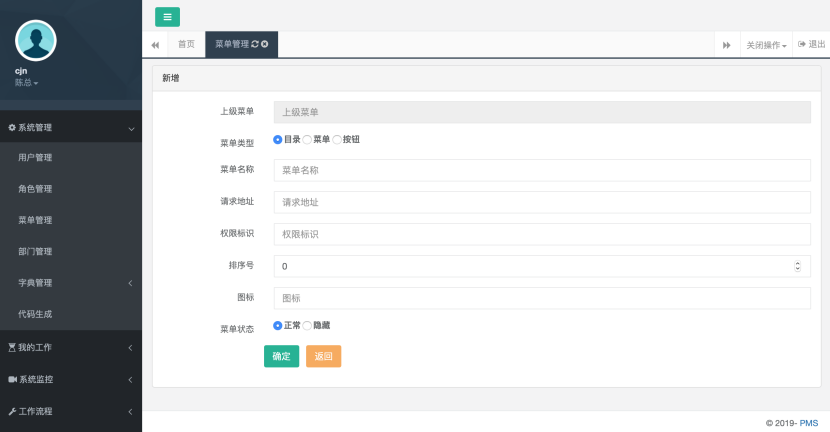 首页
菜单管理
关闭操作
退出
cjn
陈总
系统管理
用户管理
角色管理
菜单管理
部门管理
字典管理
代码生成
我的工作
系统监控
工作流程
新增
上级菜单 上级菜单
菜单类型 目录 菜单 按钮
菜单名称 菜单名称
请求地址 请求地址
权限标识 权限标识
排序号 0
图标 图标
菜单状态 正常 隐藏
确定 返回
© 2019- PMS